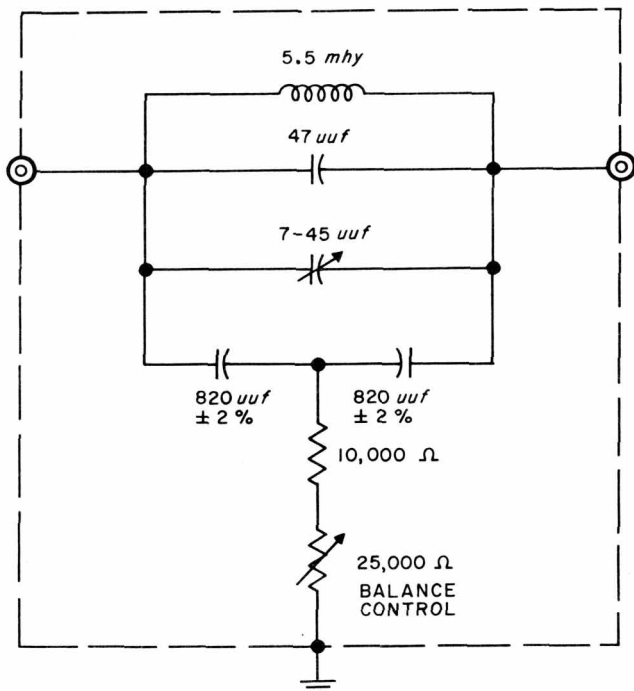 5.5 mhy
47 uuf
7-45 uuf
820 uuf
± 2 %
820 uuf
± 2 %
10,000 Ω
25,000 Ω
BALANCE
CONTROL